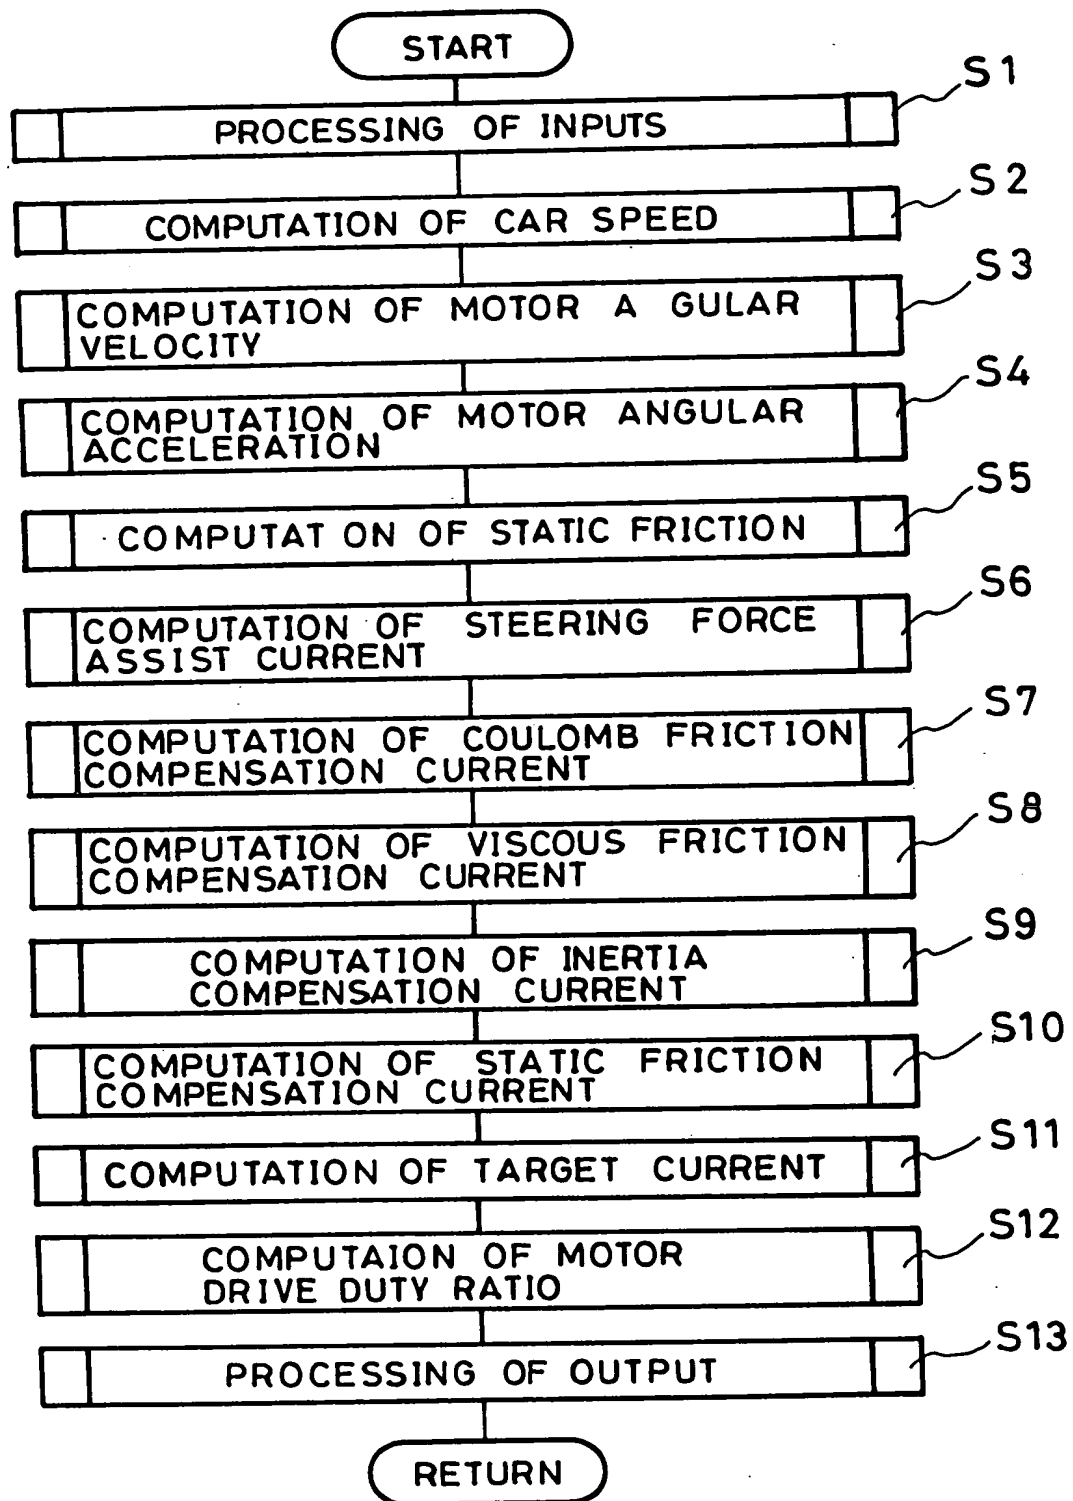 START
S1
PROCESSING OF INPUTS
S2
COMPUTATION OF CAR SPEED
S3
COMPUTATION OF MOTOR A GULAR
VELOCITY
S4
COMPUTATION OF MOTOR ANGULAR
ACCELERATION
S5
COMPUTAT ON OF STATIC FRICTION
S6
COMPUTATION OF STEERING FORCE
ASSIST CURRENT
S7
COMPUTATION OF COULOMB FRICTION
COMPENSATION CURRENT
S8
COMPUTATION OF VISCOUS FRICTION
COMPENSATION CURRENT
S9
COMPUTATION OF INERTIA
COMPENSATION CURRENT
S10
COMPUTATION OF STATIC FRICTION
COMPENSATION CURRENT
S11
COMPUTATION OF TARGET CURRENT
S12
COMPUTAION OF MOTOR
DRIVE DUTY RATIO
S13
PROCESSING OF OUTPUT
RETURN